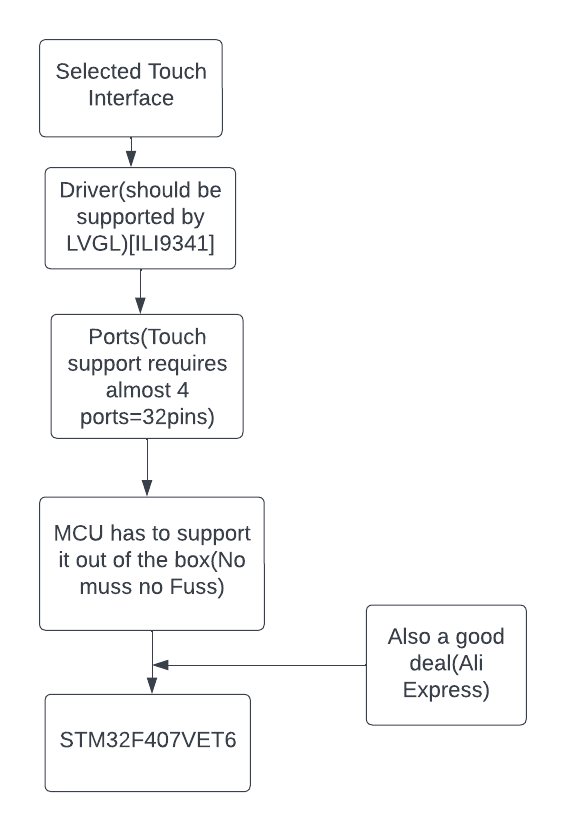 Selected Touch
Interface
Driver(should be
supported by
LVGL)[ILI9341]
Ports(Touch
support requires
almost 4
ports=32pins)
MCU has to support
it out of the box(No
muss no Fuss)
Also a good
deal(Ali
Express)
STM32F407VET6